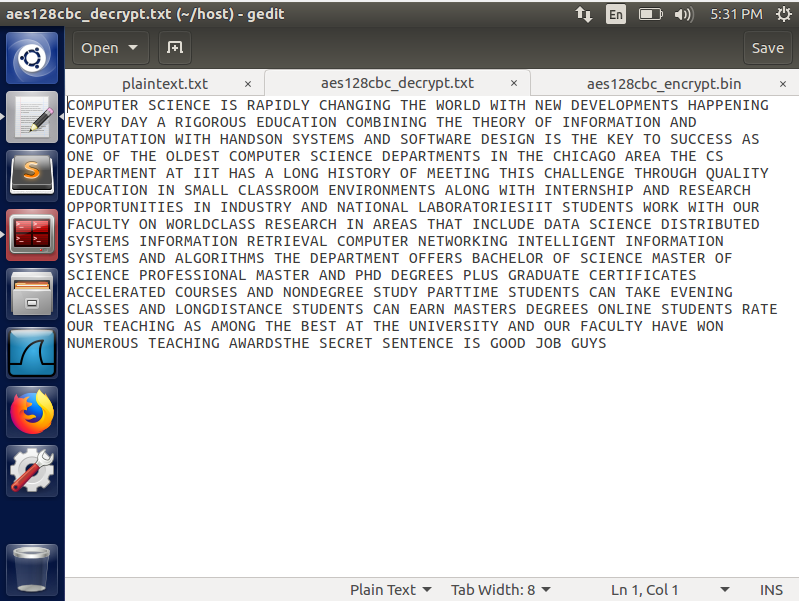 aes128cbc_decrypt.txt (~/host) - gedit
En
5:31 PM
Open
Save
plaintext.txt ×
aes128cbc_decrypt.txt ×
aes128cbc_encrypt.bin ×
COMPUTER SCIENCE IS RAPIDLY CHANGING THE WORLD WITH NEW DEVELOPMENTS HAPPENING
EVERY DAY A RIGOROUS EDUCATION COMBINING THE THEORY OF INFORMATION AND
COMPUTATION WITH HANDSON SYSTEMS AND SOFTWARE DESIGN IS THE KEY TO SUCCESS AS
ONE OF THE OLDEST COMPUTER SCIENCE DEPARTMENTS IN THE CHICAGO AREA THE CS
DEPARTMENT AT IIT HAS A LONG HISTORY OF MEETING THIS CHALLENGE THROUGH QUALITY
EDUCATION IN SMALL CLASSROOM ENVIRONMENTS ALONG WITH INTERNSHIP AND RESEARCH
OPPORTUNITIES IN INDUSTRY AND NATIONAL LABORATORIESIIT STUDENTS WORK WITH OUR
FACULTY ON WORLDCLASS RESEARCH IN AREAS THAT INCLUDE DATA SCIENCE DISTRIBUTED
SYSTEMS INFORMATION RETRIEVAL COMPUTER NETWORKING INTELLIGENT INFORMATION
SYSTEMS AND ALGORITHMS THE DEPARTMENT OFFERS BACHELOR OF SCIENCE MASTER OF
SCIENCE PROFESSIONAL MASTER AND PHD DEGREES PLUS GRADUATE CERTIFICATES
ACCELERATED COURSES AND NONDEGREE STUDY PARTTIME STUDENTS CAN TAKE EVENING
CLASSES AND LONGDISTANCE STUDENTS CAN EARN MASTERS DEGREES ONLINE STUDENTS RATE
OUR TEACHING AS AMONG THE BEST AT THE UNIVERSITY AND OUR FACULTY HAVE WON
NUMEROUS TEACHING AWARDSTHE SECRET SENTENCE IS GOOD JOB GUYS
Plain Text
Tab Width: 8
Ln 1, Col 1
INS